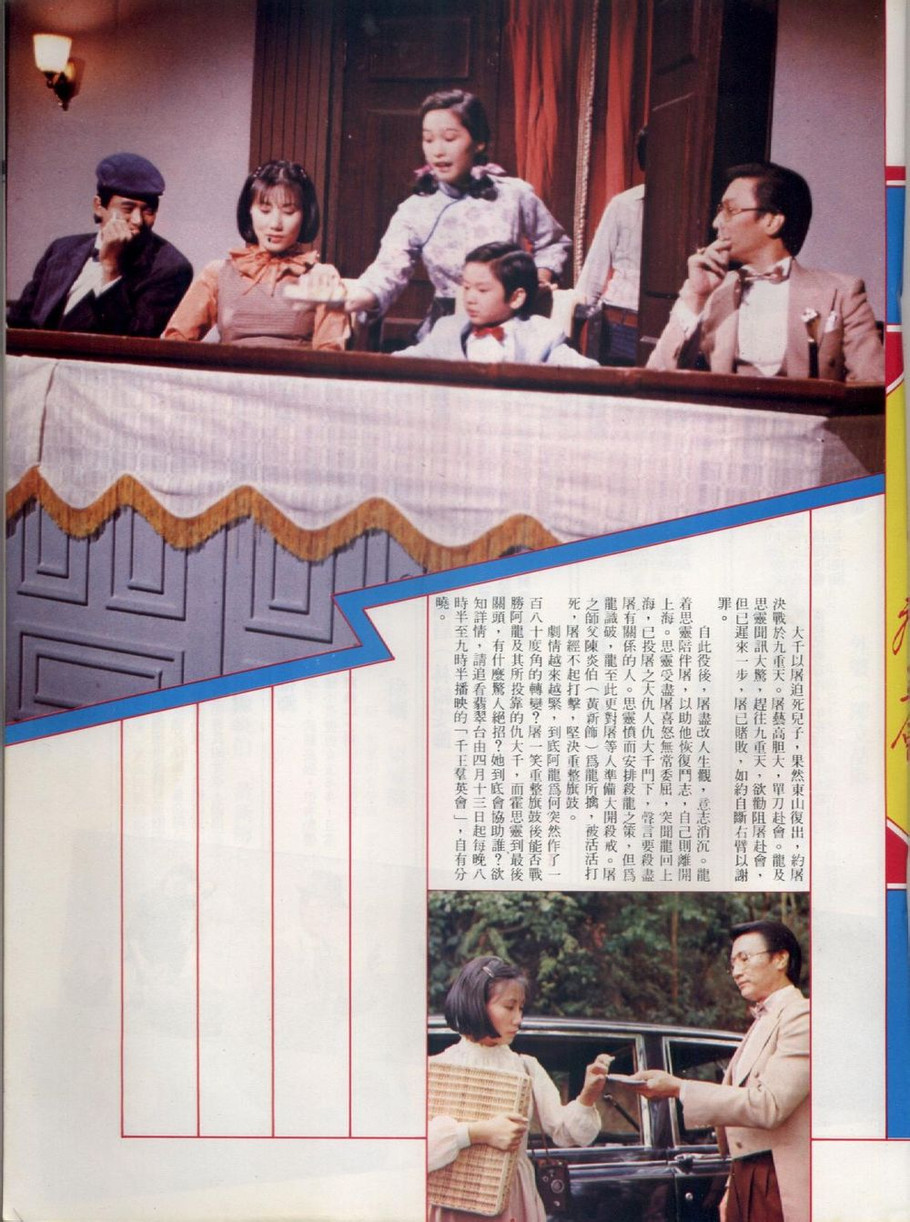 大千以屠迫死兒子，果然東山復出，約屠
決戰於九重天。屠藝高胆大，單刀赴會。龍及
思靈聞訊大驚，趕往九重天，欲勸阻屠赴會，
但已遲來一步，屠已賭敗，如約自斷右臂以謝
罪。
自此役後，屠盡改人生觀，意志消沉。龍
着思靈陪伴屠，以助他恢復鬥志，自己則離開
上海。思靈受盡屠喜怒無常委屈，突聞龍回上
海，已投屠之大仇人仇大千門下，聲言要殺盡
屠有關係的人。思靈憤而安排殺龍之策，但爲
龍識破，龍至此更對屠等人準備大開殺戒。屠
之師父陳炎伯（黃新飾）爲龍所擒，被活活打
死，屠經不起打擊，堅決重整旗鼓。
劇情越來越緊，到底阿龍爲何突然作了一
百八十度角的轉變？屠一笑重整旗鼓後能否戰
勝阿龍及其所投靠的仇大千，而霍思靈到最後
關頭，有什麼驚人絕招？她到底會協助誰？欲
知詳情，請追看翡翠台由四月十三日起每晚八
時半至九時半播映的「千王羣英會」，自有分
曉。